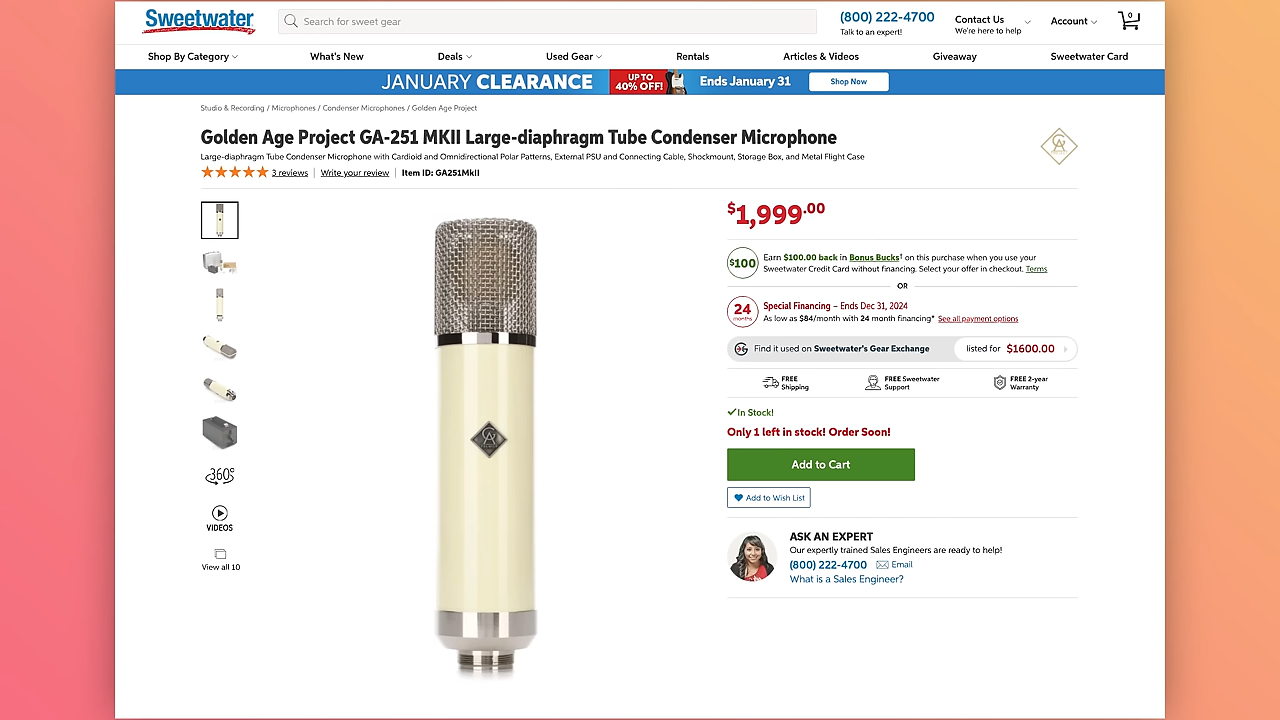 Sweetwater
Search for sweet gear
(800) 222-4700
Talk to an expert!
Contact Us
We're here to help
Account
0
Shop By Category
What's New
Deals
Used Gear
Rentals
Articles & Videos
Giveaway
Sweetwater Card
JANUARY CLEARANCE
UP TO
40% OFF!
Ends January 31
Shop Now
Studio & Recording / Microphones / Condenser Microphones / Golden Age Project
Golden Age Project GA-251 MKII Large-diaphragm Tube Condenser Microphone
Large-diaphragm Tube Condenser Microphone with Cardioid and Omnidirectional Polar Patterns, External PSU and Connecting Cable, Shockmount, Storage Box, and Metal Flight Case
3 reviews
Write your review
Item ID: GA251MkII
$1,999.00
$100
Earn $100.00 back in Bonus Bucks† on this purchase when you use your
Sweetwater Credit Card without financing. Select your offer in checkout. Terms
OR
24
months
Special Financing – Ends Dec 31, 2024
As low as $84/month with 24 month financing* See all payment options
Find it used on Sweetwater's Gear Exchange
listed for $1600.00
FREE
Shipping
FREE Sweetwater
Support
FREE 2-year
Warranty
In Stock!
Only 1 left in stock! Order Soon!
Add to Cart
Add to Wish List
ASK AN EXPERT
Our expertly trained Sales Engineers are ready to help!
(800) 222-4700
Email
What is a Sales Engineer?
360°
VIDEOS
View all 10